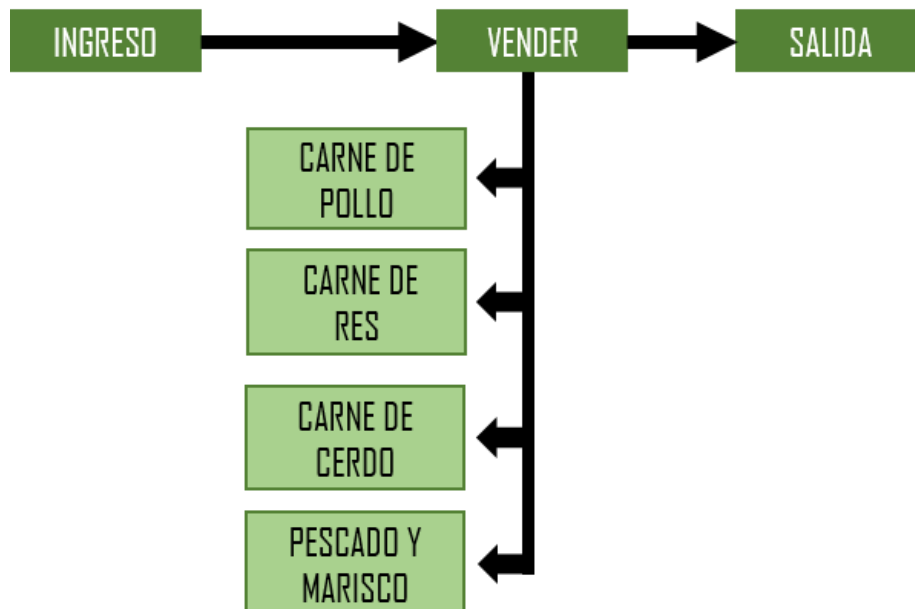 INGRESO
VENDER
SALIDA
CARNE DE
POLLO
CARNE DE
RES
CARNE DE
CERDO
PESCADO Y
MARISCO